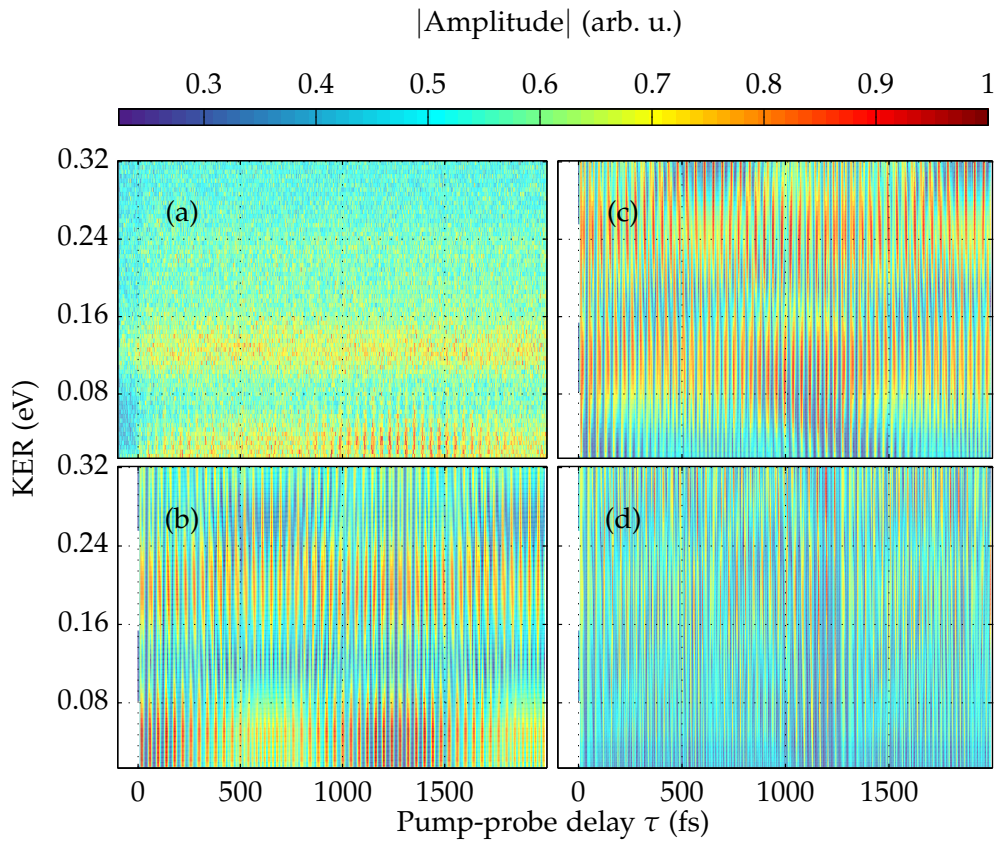 |Amplitude| (arb. u.)
0.3 0.4 0.5 0.6 0.7 0.8 0.9 1
0.32
(a) (c)
0.24
0.16
0.08
KER (eV)
0.32
(b) (d)
0.24
0.16
0.08
0 500 1000 1500 0 500 1000 1500
Pump-probe delay τ (fs)